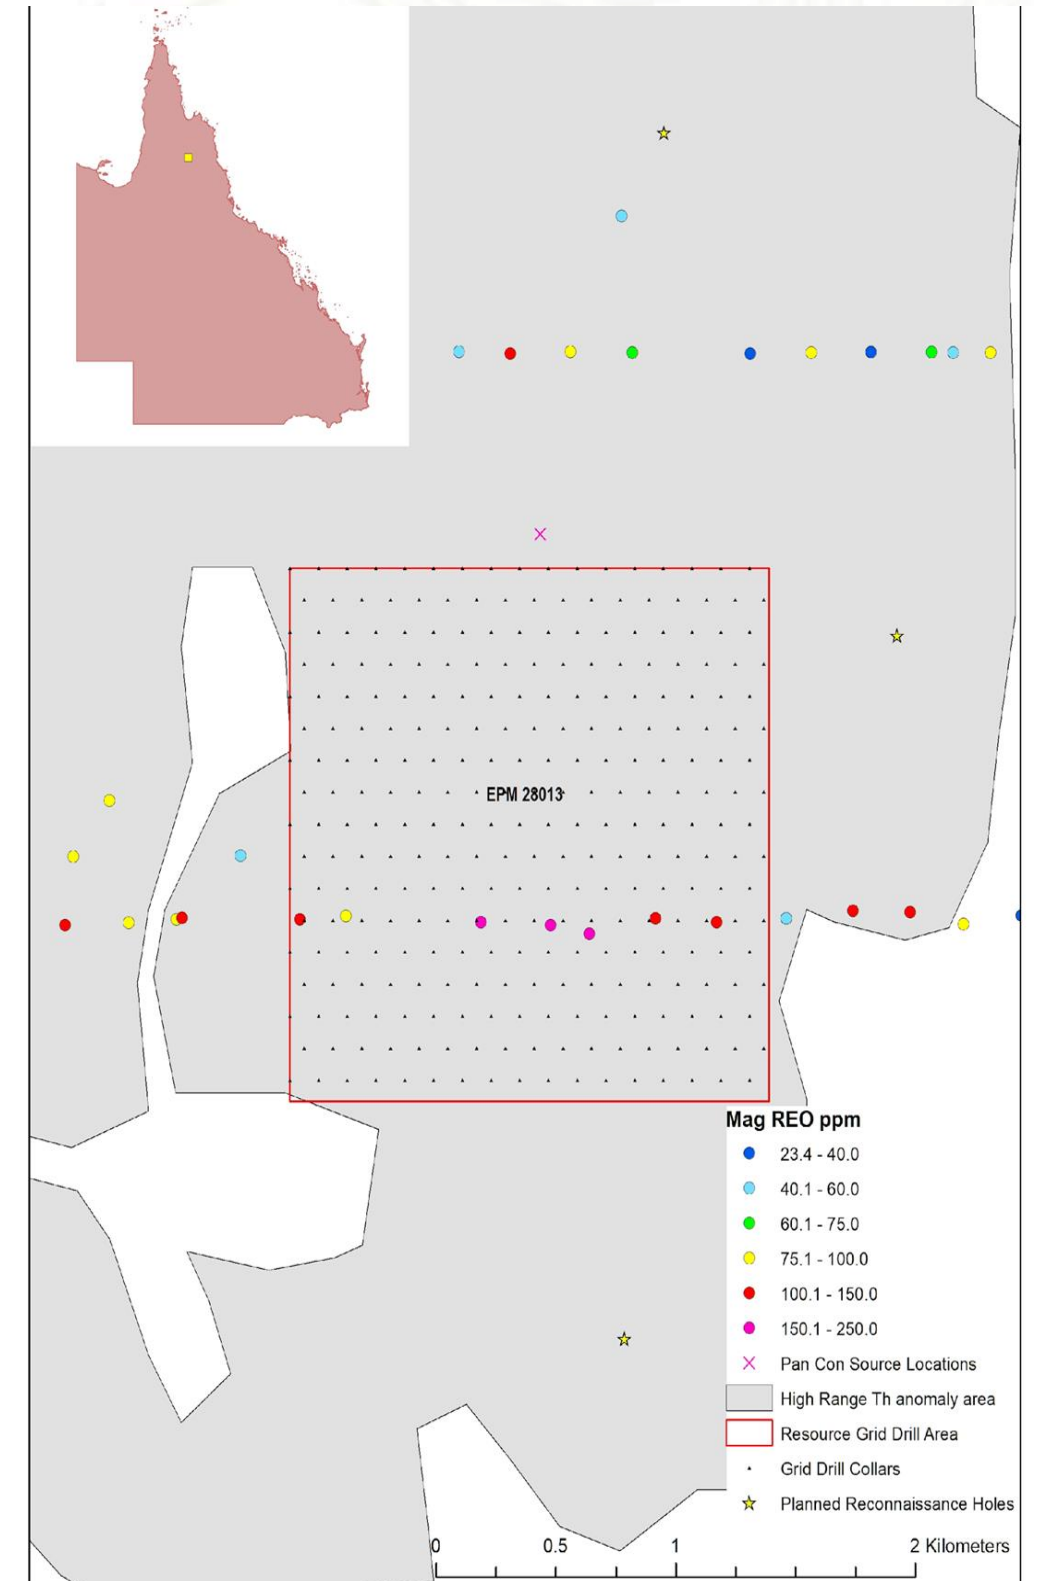 EPM 28013
Mag REO ppm
23.4 - 40.0
40.1 - 60.0
60.1 - 75.0
75.1 - 100.0
100.1 - 150.0
150.1 - 250.0
Pan Con Source Locations
High Range Th anomaly area
Resource Grid Drill Area
Grid Drill Collars
Planned Reconnaissance Holes
0 0.5 1 2 Kilometers